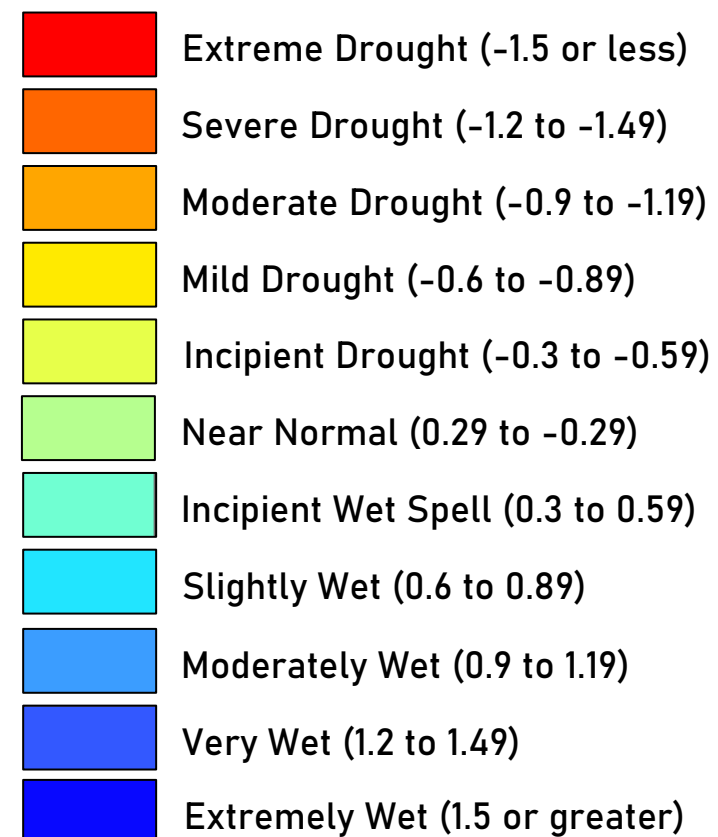 Extreme Drought (-1.5 or less)
Severe Drought (-1.2 to -1.49)
Moderate Drought (-0.9 to -1.19)
Mild Drought (-0.6 to -0.89)
Incipient Drought (-0.3 to -0.59)
Near Normal (0.29 to -0.29)
Incipient Wet Spell (0.3 to 0.59)
Slightly Wet (0.6 to 0.89)
Moderately Wet (0.9 to 1.19)
Very Wet (1.2 to 1.49)
Extremely Wet (1.5 or greater)